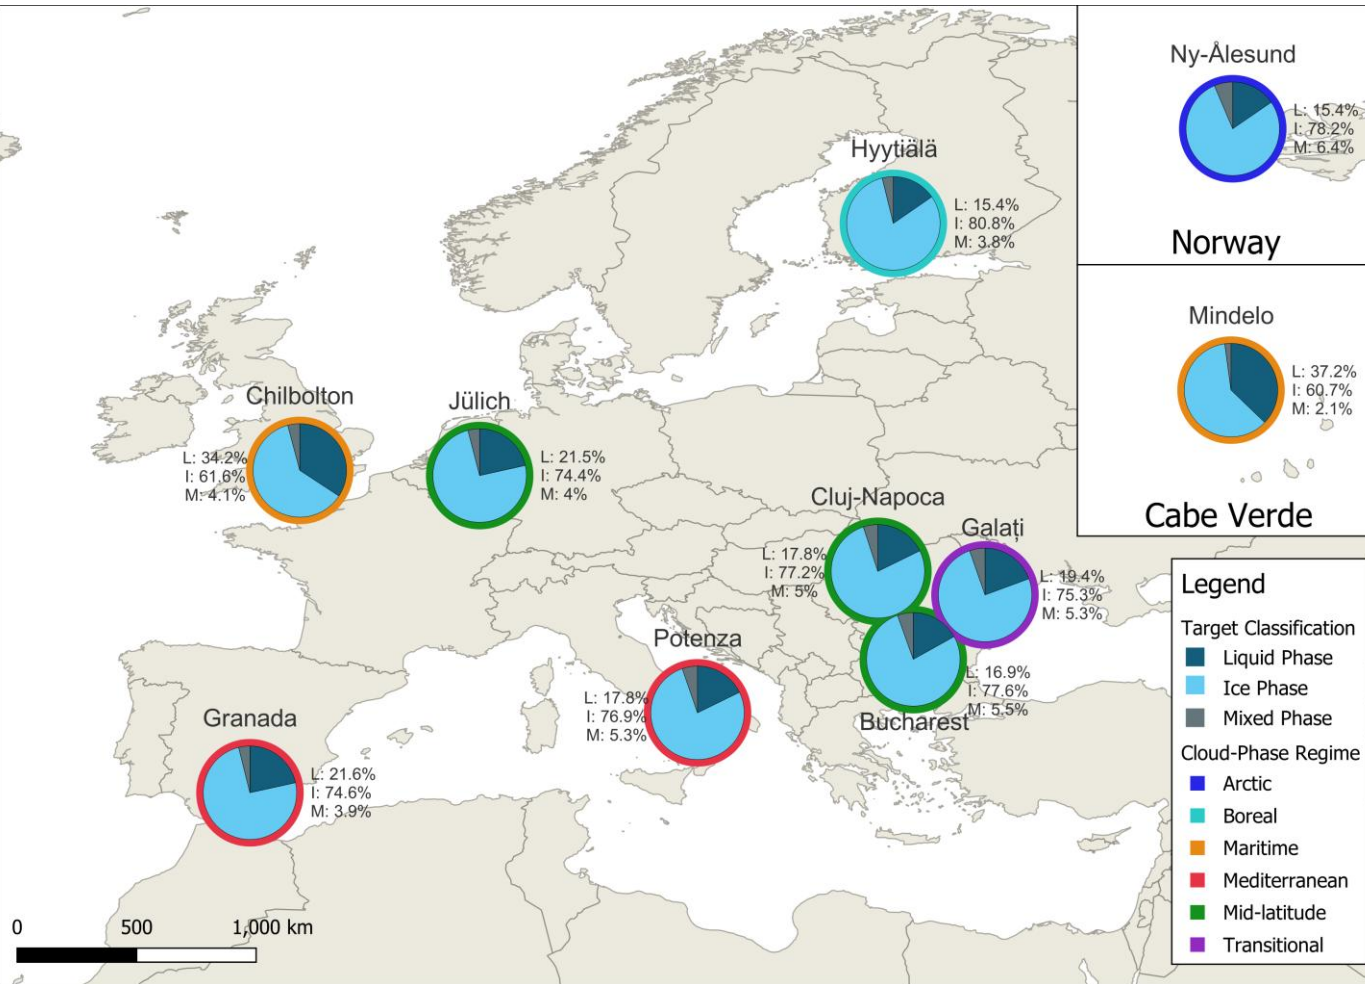 Ny-Ålesund
L: 15.4%
I: 78.2%
M: 6.4%
Norway
Hyytiälä
L: 15.4%
I: 80.8%
M: 3.8%
Mindelo
L: 37.2%
I: 60.7%
M: 2.1%
Cabe Verde
Chilbolton
L: 34.2%
I: 61.6%
M: 4.1%
Jülich
L: 21.5%
I: 74.4%
M: 4%
Cluj-Napoca
L: 17.8%
I: 77.2%
M: 5%
Galați
L: 19.4%
I: 75.3%
M: 5.3%
Potenza
L: 17.8%
I: 76.9%
M: 5.3%
L: 16.9%
I: 77.6%
M: 5.5%
Bucharest
Granada
L: 21.6%
I: 74.6%
M: 3.9%
Legend
Target Classification
Liquid Phase
Ice Phase
Mixed Phase
Cloud-Phase Regime
Arctic
Boreal
Maritime
Mediterranean
Mid-latitude
Transitional
0 500 1,000 km